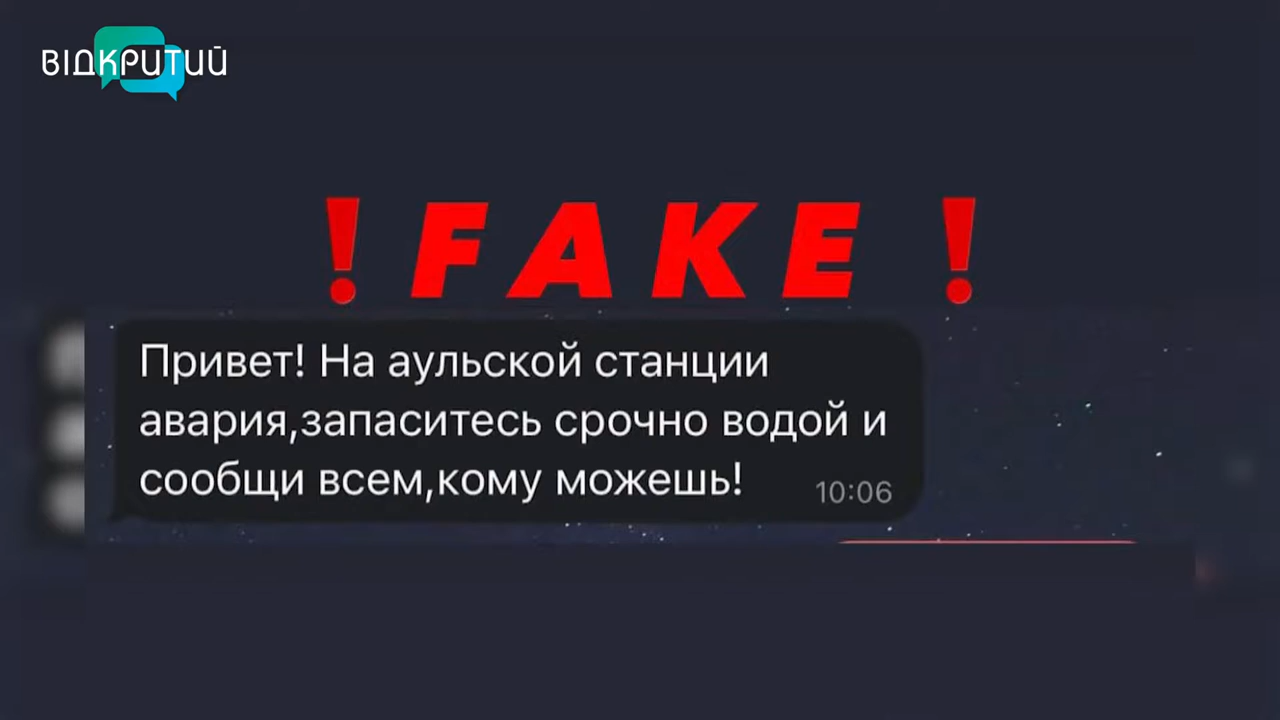 ВІДКРИТИЙ
❗FAKE❗
Привет! На аульской станции
авария,запаситесь срочно водой и
сообщи всем,кому можешь!
10:06